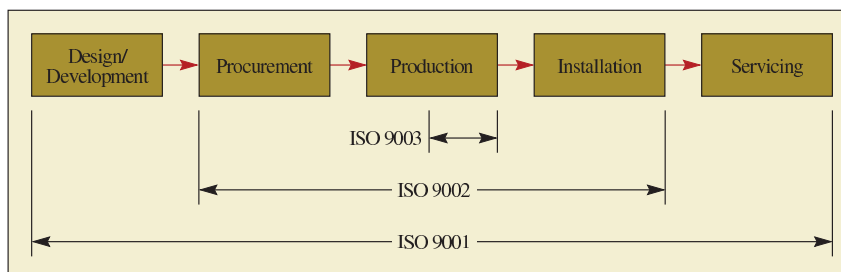 Design/
Development
Procurement
Production
Installation
Servicing
ISO 9003
ISO 9002
ISO 9001